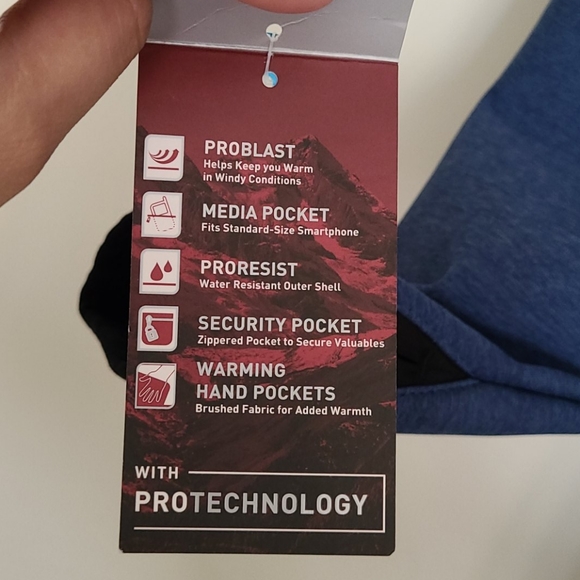 PROBLAST
Helps Keep you Warm
in Windy Conditions
MEDIA POCKET
Fits Standard-Size Smartphone
PRORESIST
Water Resistant Outer Shell
SECURITY POCKET
Zippered Pocket to Secure Valuables
WARMING
HAND POCKETS
Brushed Fabric for Added Warmth
WITH
PROTECHNOLOGY